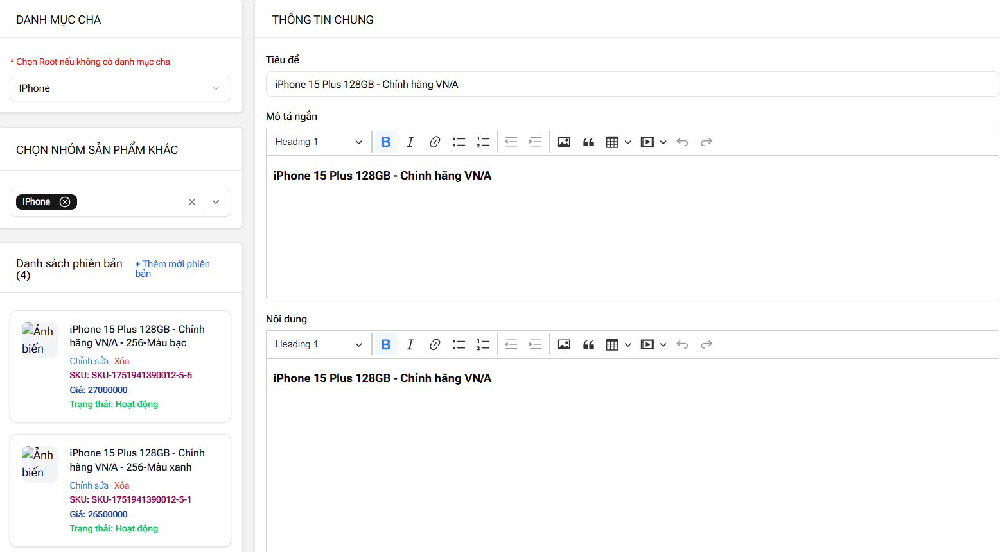 DANH MỤC CHA
* Chọn Root nếu không có danh mục cha
IPhone
CHỌN NHÓM SẢN PHẨM KHÁC
IPhone
Danh sách phiên bản
(4)
+ Thêm mới phiên
bản
Ảnh
biến
iPhone 15 Plus 128GB - Chính
hãng VN/A - 256-Màu bạc
Chỉnh sửa Xóa
SKU: SKU-1751941390012-5-6
Giá: 27000000
Trạng thái: Hoạt động
Ảnh
biến
iPhone 15 Plus 128GB - Chính
hãng VN/A - 256-Màu xanh
Chỉnh sửa Xóa
SKU: SKU-1751941390012-5-1
Giá: 26500000
Trạng thái: Hoạt động
THÔNG TIN CHUNG
Tiêu đề
iPhone 15 Plus 128GB - Chính hãng VN/A
Mô tả ngắn
Heading 1
iPhone 15 Plus 128GB - Chính hãng VN/A
Nội dung
Heading 1
iPhone 15 Plus 128GB - Chính hãng VN/A